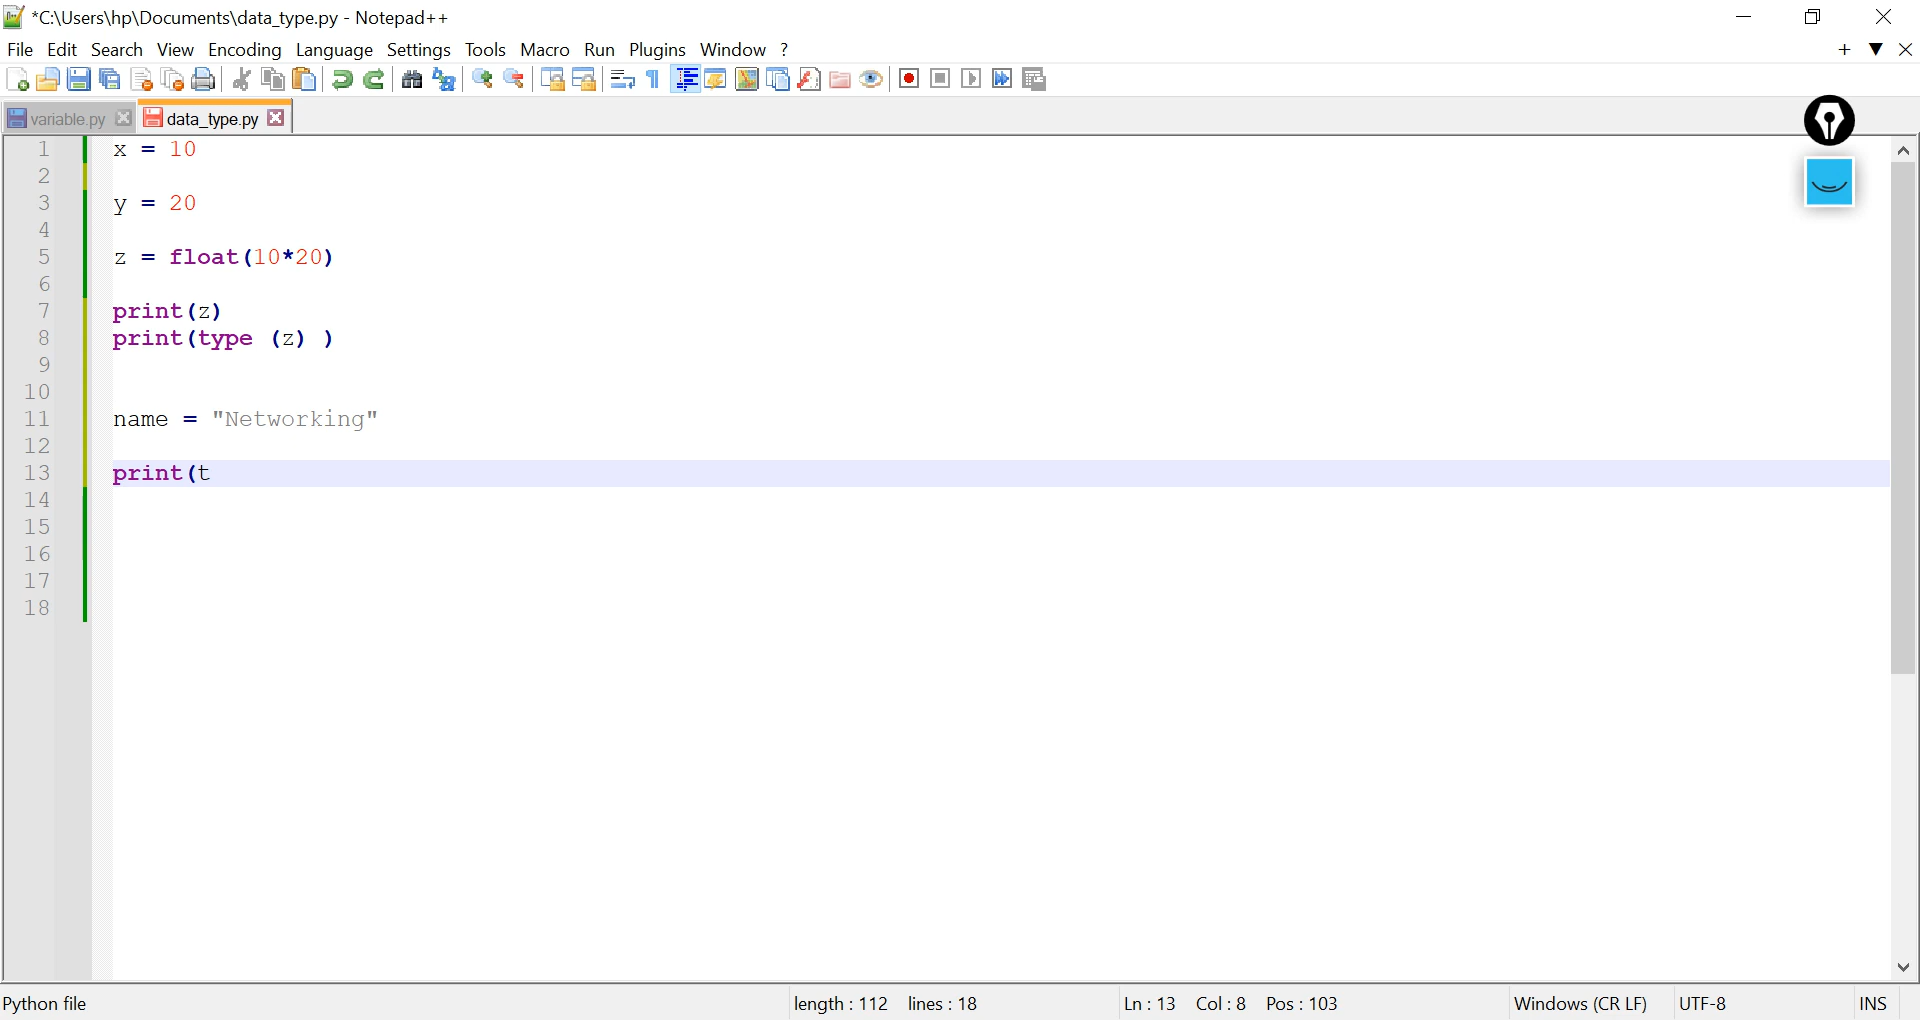 *C:\Users\hp\Documents\data_type.py - Notepad++
File Edit Search View Encoding Language Settings Tools Macro Run Plugins Window ?
variable.py data_type.py
1 x = 10
2
3 y = 20
4
5 z = float(10*20)
6
7 print(z)
8 print(type (z) )
9
10
11 name = "Networking"
12
13 print(t
14
15
16
17
18
Python file length : 112 lines : 18 Ln : 13 Col : 8 Pos : 103 Windows (CR LF) UTF-8 INS